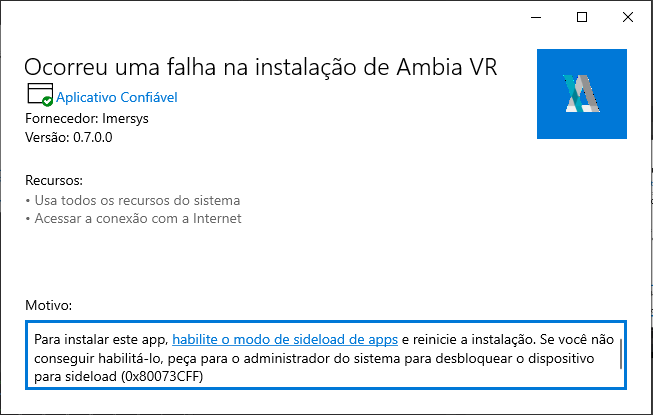 Ocorreu uma falha na instalação de Ambia VR
Aplicativo Confiável
Fornecedor: Imersys
Versão: 0.7.0.0
Recursos:
• Usa todos os recursos do sistema
• Acessar a conexão com a Internet
Motivo:
Para instalar este app, habilite o modo de sideload de apps e reinicie a instalação. Se você não
conseguir habilitá-lo, peça para o administrador do sistema para desbloquear o dispositivo
para sideload (0x80073CFF)